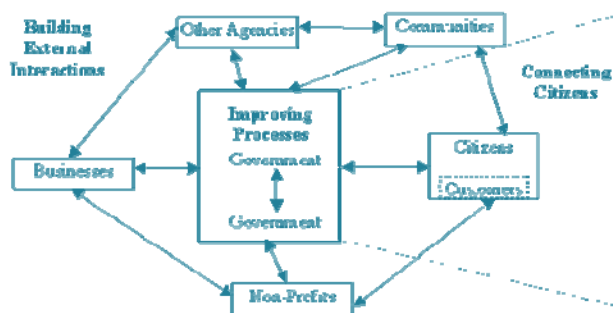 Building
External
Interactions
Other Agencies
Communities
Connecting
Citizens
Improving
Processes
Government
Government
Businesses
Citizens
Customers
Non-Profits